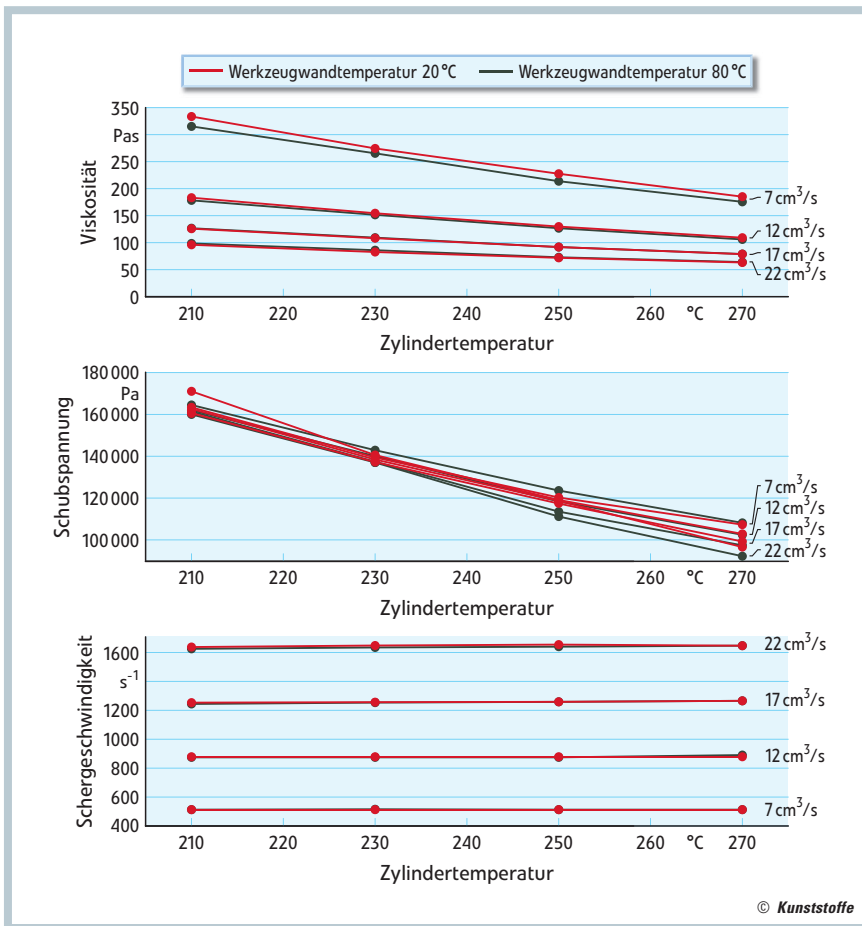 Werkzeugwandtemperatur 20 °C Werkzeugwandtemperatur 80 °C
Viskosität
350
Pas
250
200
150
100
50
0
7 cm³/s
12 cm³/s
17 cm³/s
22 cm³/s
210 220 230 240 250 260 °C 270
Zylindertemperatur
Schubspannung
180 000
Pa
160 000
140 000
120 000
100 000
7 cm³/s
12 cm³/s
17 cm³/s
22 cm³/s
210 220 230 240 250 260 °C 270
Zylindertemperatur
Schergeschwindigkeit
1600
s⁻¹
1200
1000
800
600
400
22 cm³/s
17 cm³/s
12 cm³/s
7 cm³/s
210 220 230 240 250 260 °C 270
Zylindertemperatur
© Kunststoffe